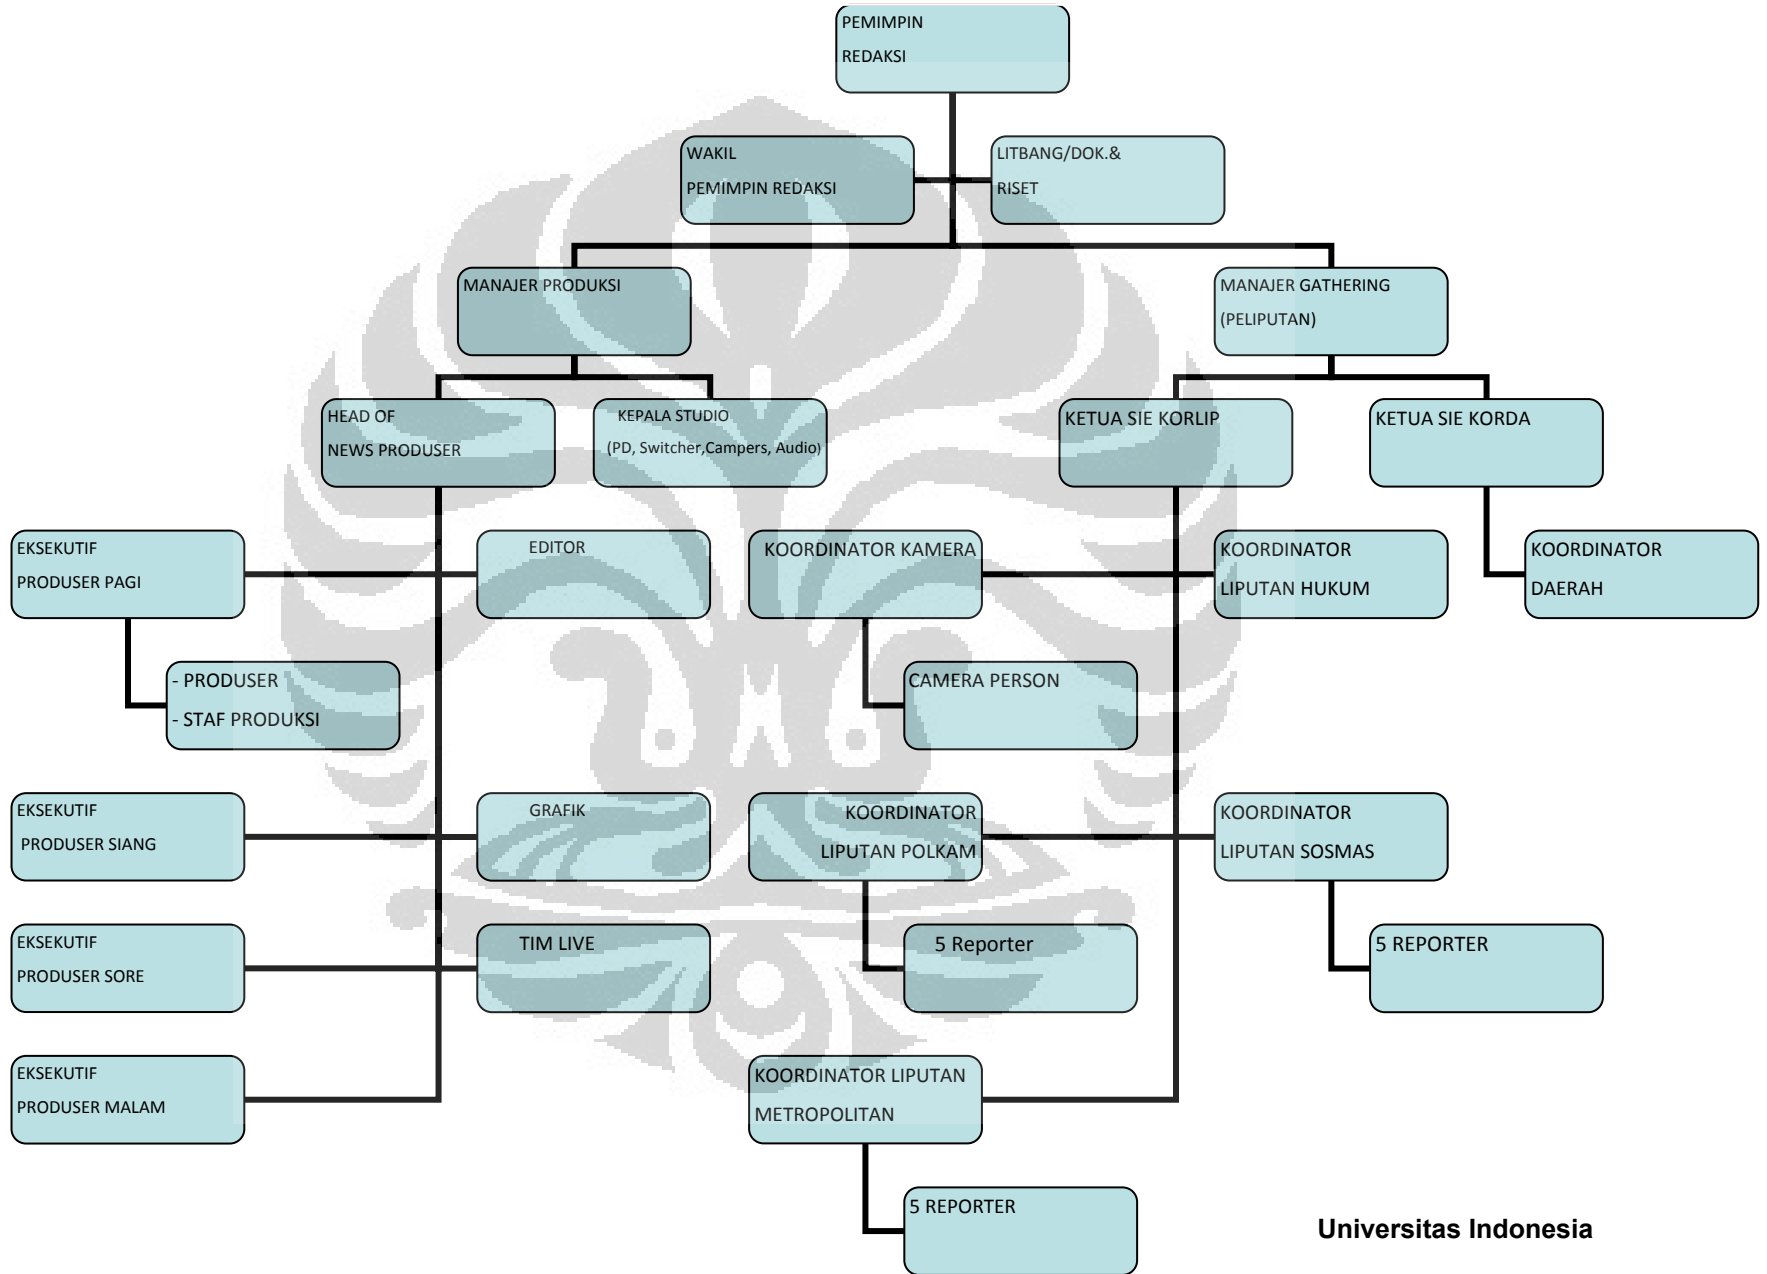 PEMIMPIN
REDAKSI
WAKIL
PEMIMPIN REDAKSI
LITBANG/DOK.&
RISET
MANAJER PRODUKSI
MANAJER GATHERING
(PELIPUTAN)
HEAD OF
NEWS PRODUSER
KEPALA STUDIO
(PD, Switcher,Campers, Audio)
KETUA SIE KORLIP
KETUA SIE KORDA
EKSEKUTIF
PRODUSER PAGI
EDITOR
KOORDINATOR KAMERA
KOORDINATOR
LIPUTAN HUKUM
KOORDINATOR
DAERAH
- PRODUSER
- STAF PRODUKSI
CAMERA PERSON
EKSEKUTIF
PRODUSER SIANG
GRAFIK
KOORDINATOR
LIPUTAN POLKAM
KOORDINATOR
LIPUTAN SOSMAS
EKSEKUTIF
PRODUSER SORE
TIM LIVE
5 Reporter
5 REPORTER
EKSEKUTIF
PRODUSER MALAM
KOORDINATOR LIPUTAN
METROPOLITAN
5 REPORTER
Universitas Indonesia